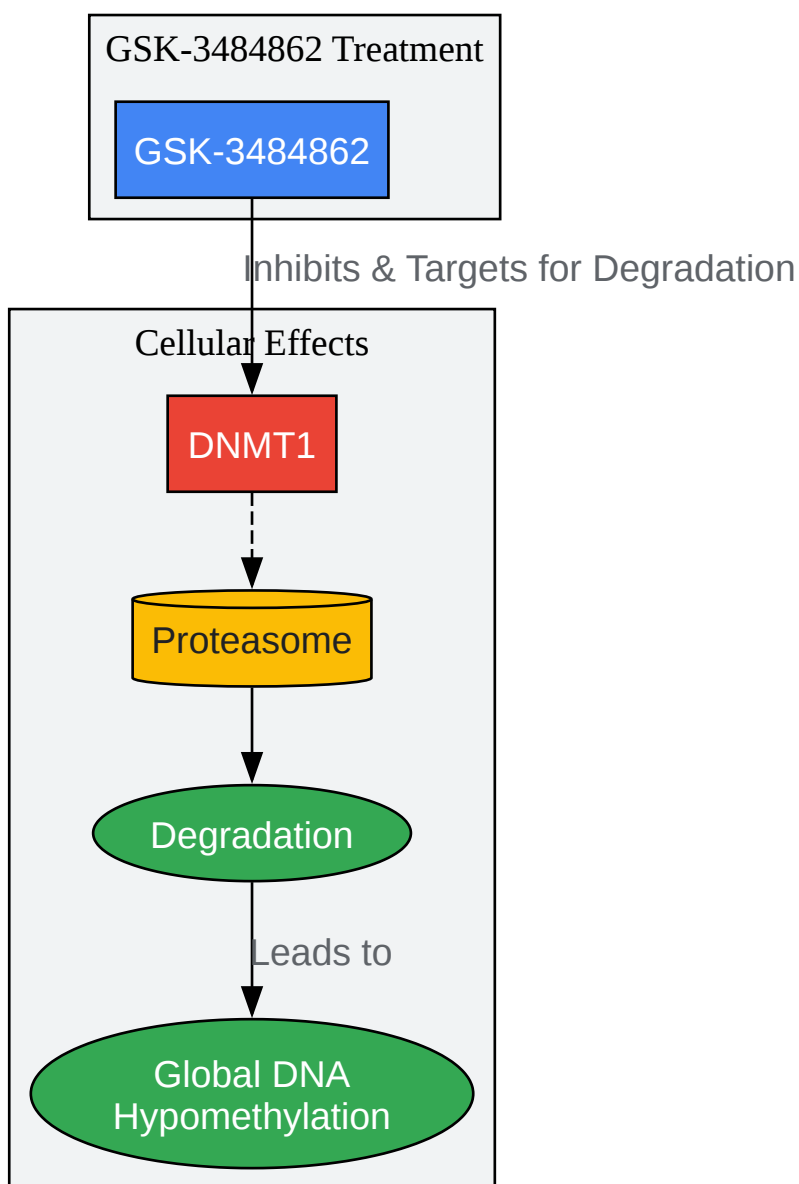 GSK-3484862 Treatment
GSK-3484862
Inhibits & Targets for Degradation
Cellular Effects
DNMT1
Proteasome
Degradation
Leads to
Global DNA
Hypomethylation